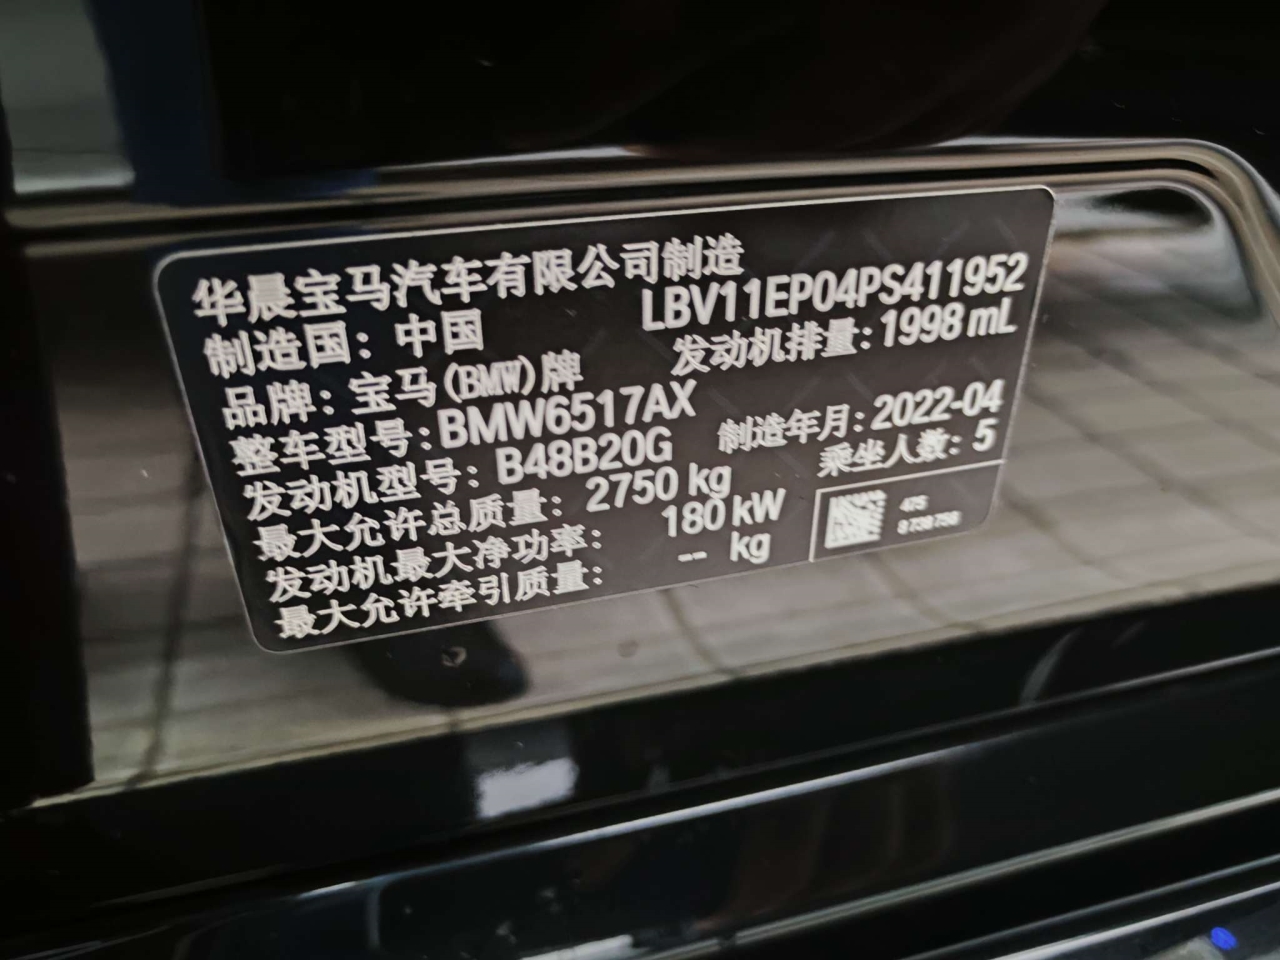 华晨宝马汽车有限公司制造
制造国：中国 LBV11EP04PS411952
品牌：宝马(BMW)牌 发动机排量：1998 mL
整车型号：BMW6517AX
发动机型号：B48B20G 制造年月：2022-04
最大允许总质量：2750 kg 乘坐人数：5
发动机最大净功率：180 kW
最大允许牵引质量：-- kg
475
8738758